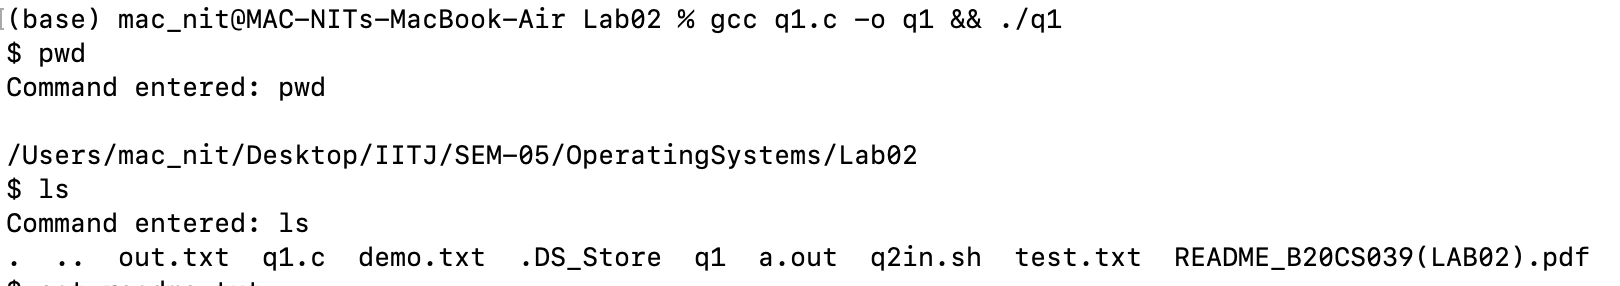 (base) mac_nit@MAC-NITs-MacBook-Air Lab02 % gcc q1.c -o q1 && ./q1
$ pwd
Command entered: pwd
/Users/mac_nit/Desktop/IITJ/SEM-05/OperatingSystems/Lab02
$ ls
Command entered: ls
. .. out.txt q1.c demo.txt .DS_Store q1 a.out q2in.sh test.txt README_B20CS039(LAB02).pdf